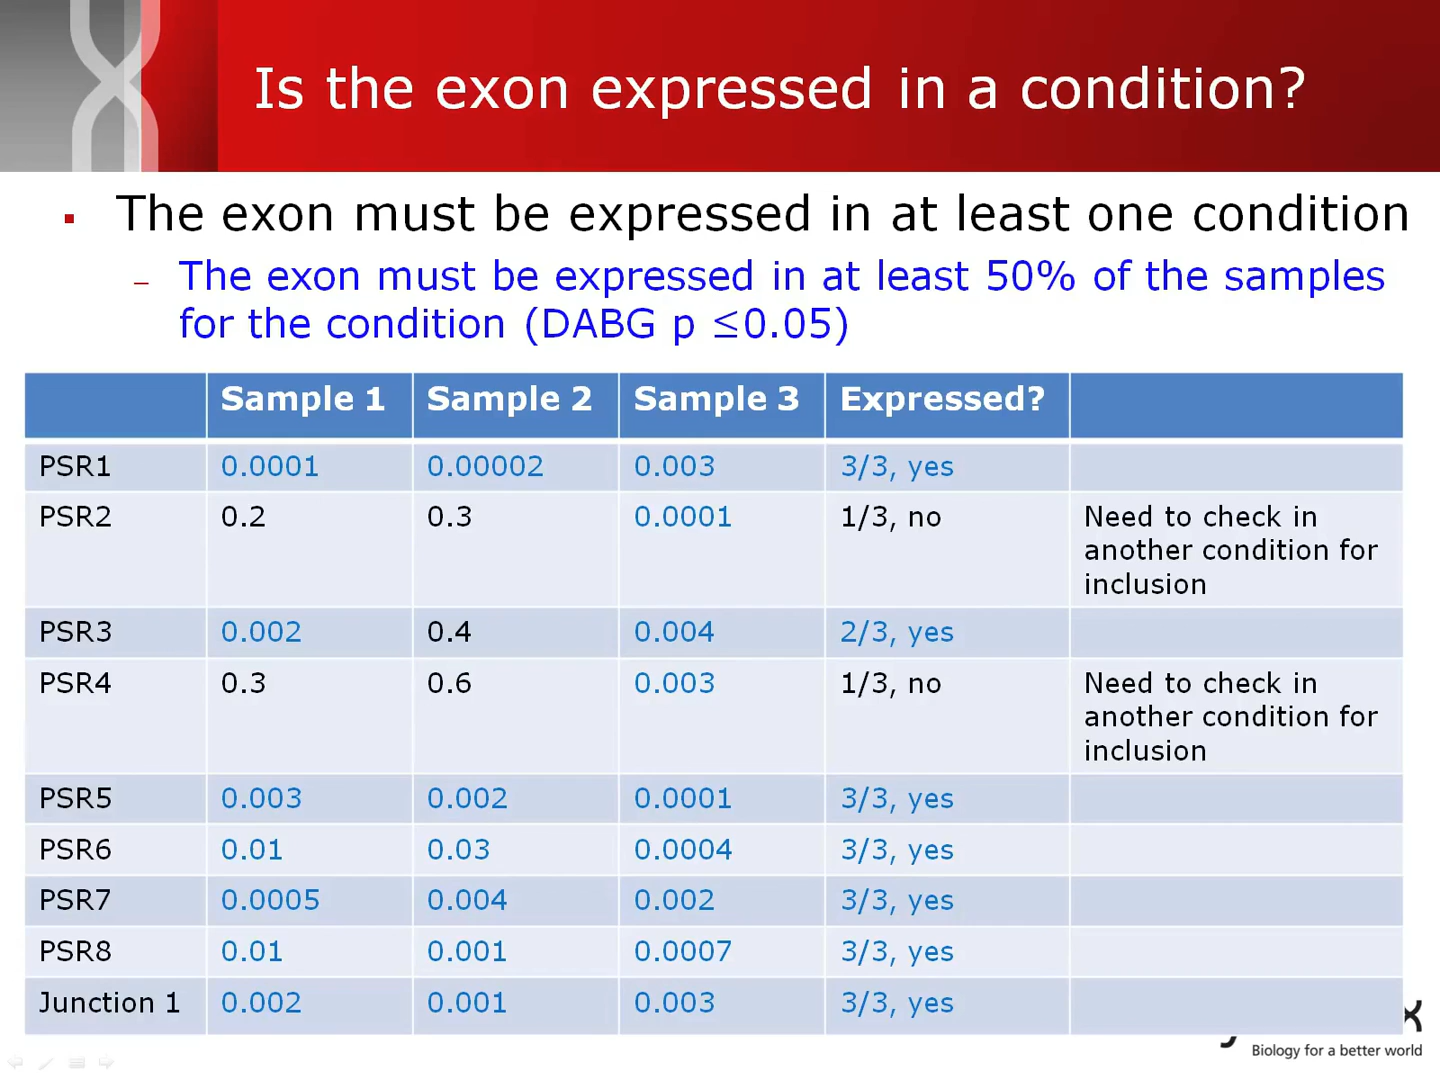 Is the exon expressed in a condition?
The exon must be expressed in at least one condition
– The exon must be expressed in at least 50% of the samples
for the condition (DABG p ≤0.05)
Sample 1 Sample 2 Sample 3 Expressed?
PSR1 0.0001 0.00002 0.003 3/3, yes
PSR2 0.2 0.3 0.0001 1/3, no Need to check in
another condition for
inclusion
PSR3 0.002 0.4 0.004 2/3, yes
PSR4 0.3 0.6 0.003 1/3, no Need to check in
another condition for
inclusion
PSR5 0.003 0.002 0.0001 3/3, yes
PSR6 0.01 0.03 0.0004 3/3, yes
PSR7 0.0005 0.004 0.002 3/3, yes
PSR8 0.01 0.001 0.0007 3/3, yes
Junction 1 0.002 0.001 0.003 3/3, yes
Biology for a better world